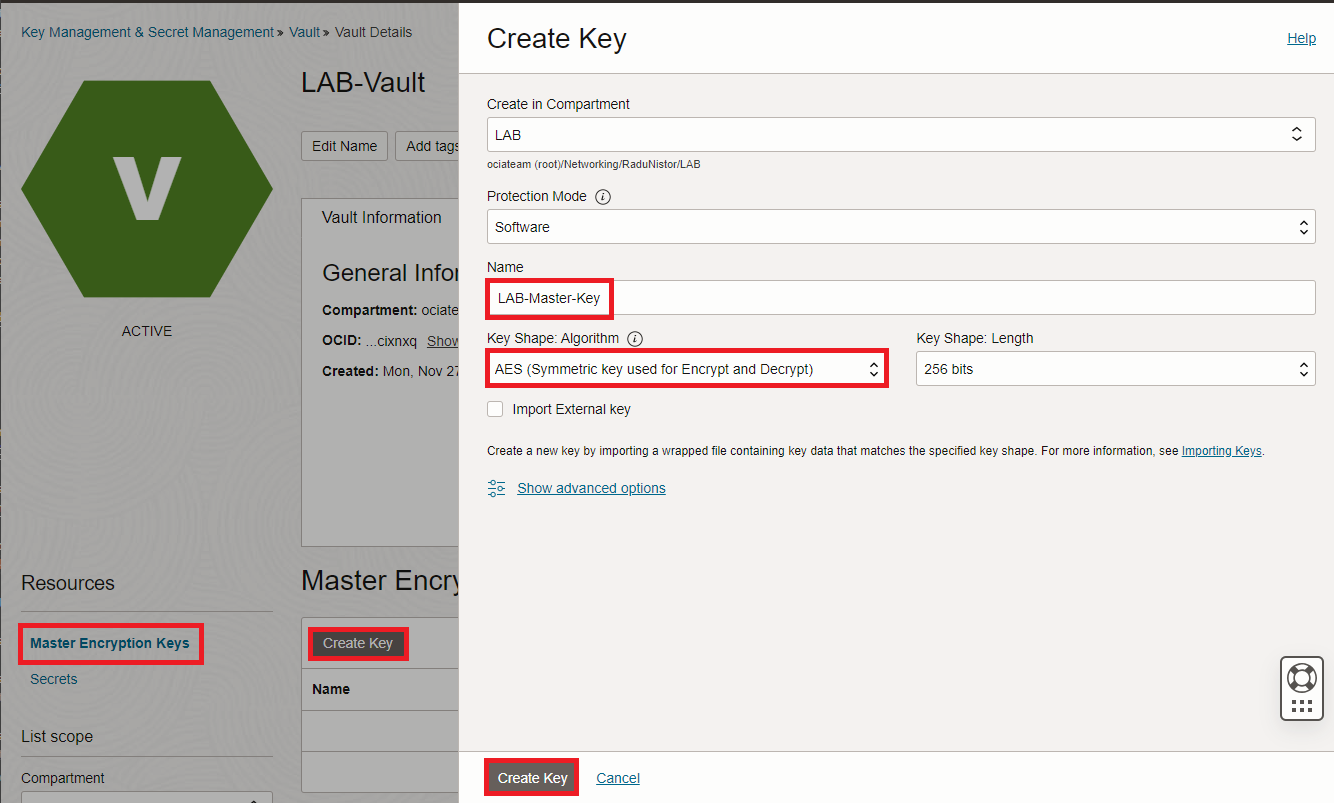 Key Management & Secret Management » Vault » Vault Details
V
ACTIVE
LAB-Vault
Edit Name
Add tags
Vault Information
General Infor
Compartment: ociate
OCID: ...cixnxq Show
Created: Mon, Nov 27
Resources
Master Encryption Keys
Secrets
List scope
Compartment
Master Encry
Create Key
Name
Create Key
Help
Create in Compartment
LAB
ociateam (root)/Networking/RaduNistor/LAB
Protection Mode
Software
Name
LAB-Master-Key
Key Shape: Algorithm
Key Shape: Length
AES (Symmetric key used for Encrypt and Decrypt)
256 bits
Import External key
Create a new key by importing a wrapped file containing key data that matches the specified key shape. For more information, see Importing Keys.
Show advanced options
Create Key
Cancel